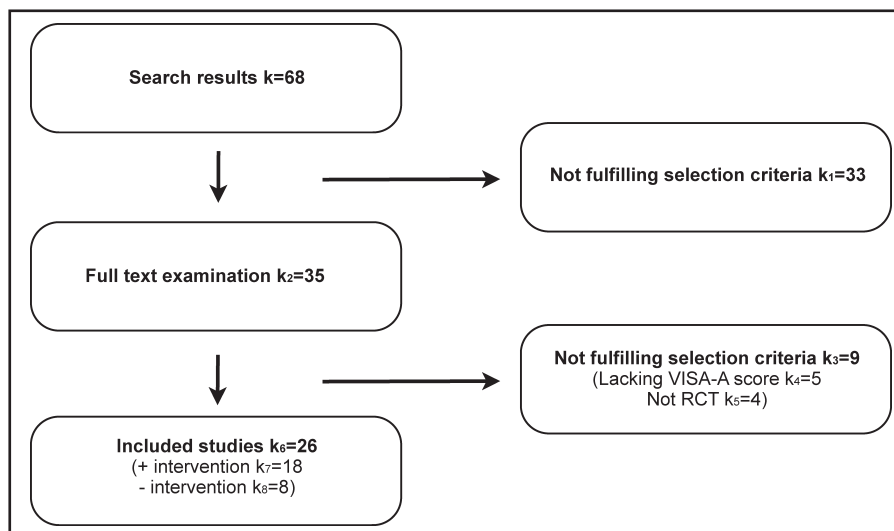 Search results k=68
Not fulfilling selection criteria k₁=33
Full text examination k₂=35
Not fulfilling selection criteria k₃=9
(Lacking VISA-A score k₄=5
Not RCT k₅=4)
Included studies k₆=26
(+ intervention k₇=18
- intervention k₈=8)